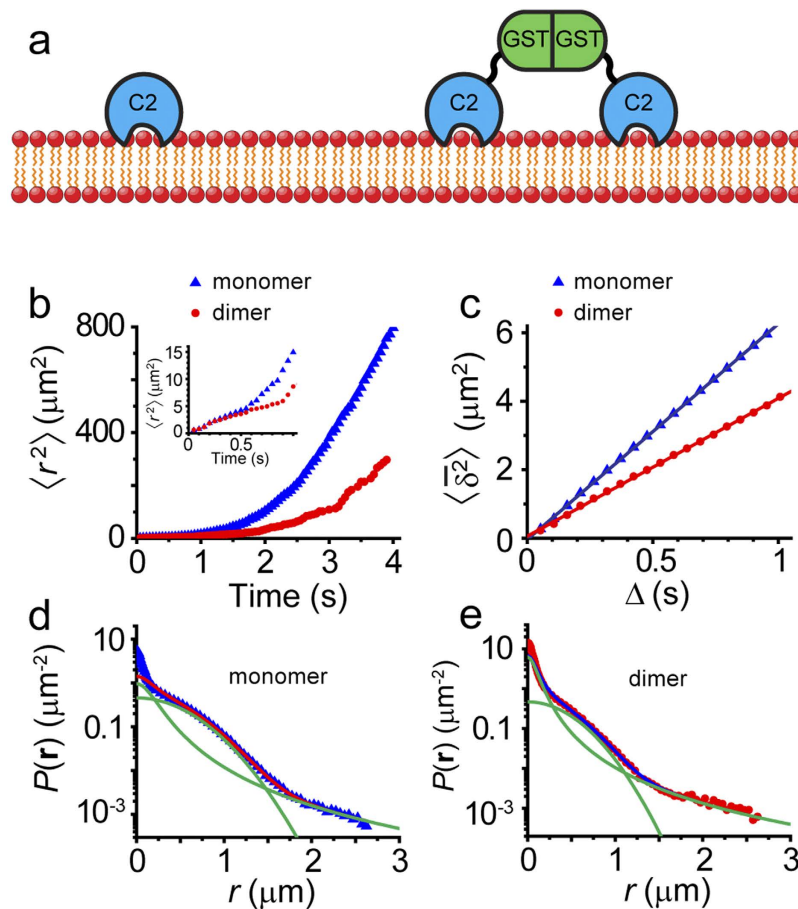 a
GST GST
C2 C2 C2
▲ monomer
● dimer
b
⟨r²⟩ (μm²)
800
400
0
0 1 2 3 4
Time (s)
⟨r²⟩ (μm²)
15
10
5
0
0 0.5
Time (s)
▲ monomer
● dimer
c
⟨δ̅²⟩ (μm²)
6
4
2
0
0 0.5 1
Δ (s)
d
monomer
P(r) (μm⁻²)
10
0.1
10⁻³
0 1 2 3
r (μm)
e
dimer
P(r) (μm⁻²)
10
0.1
10⁻³
0 1 2 3
r (μm)